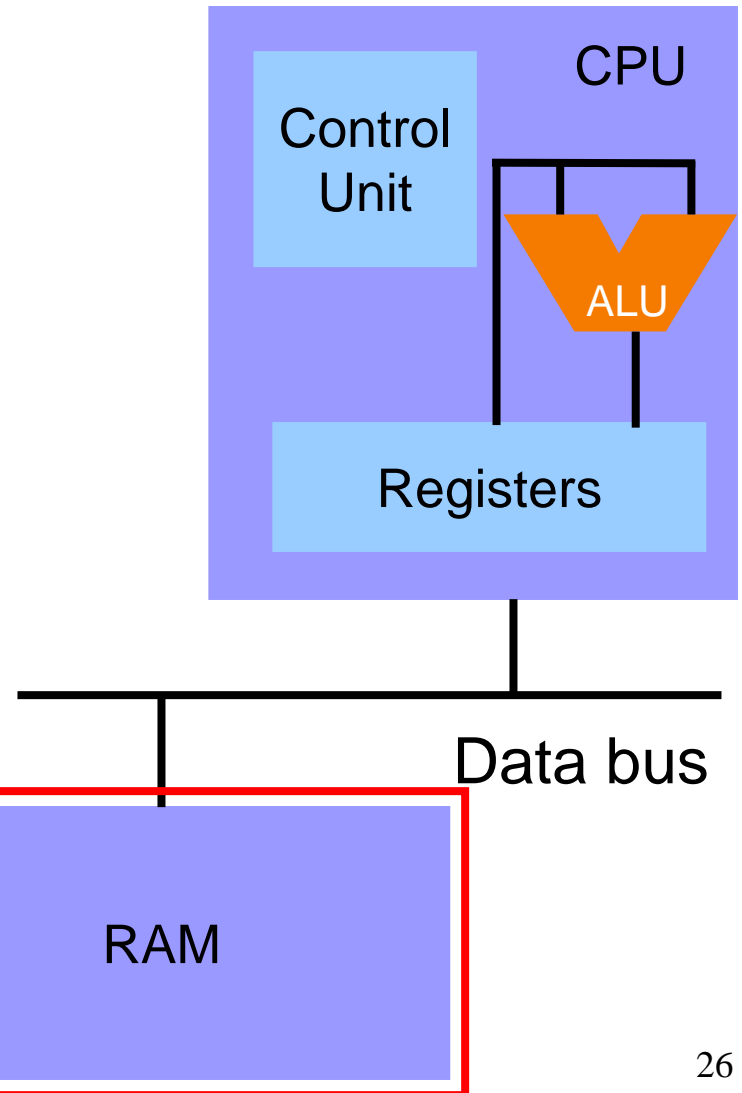 CPU
Control
Unit
ALU
Registers
Data bus
RAM
26